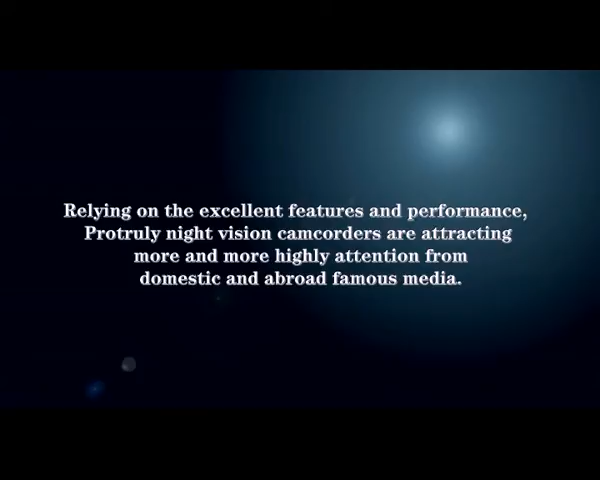 Relying on the excellent features and performance,
Protruly night vision camcorders are attracting
more and more highly attention from
domestic and abroad famous media.